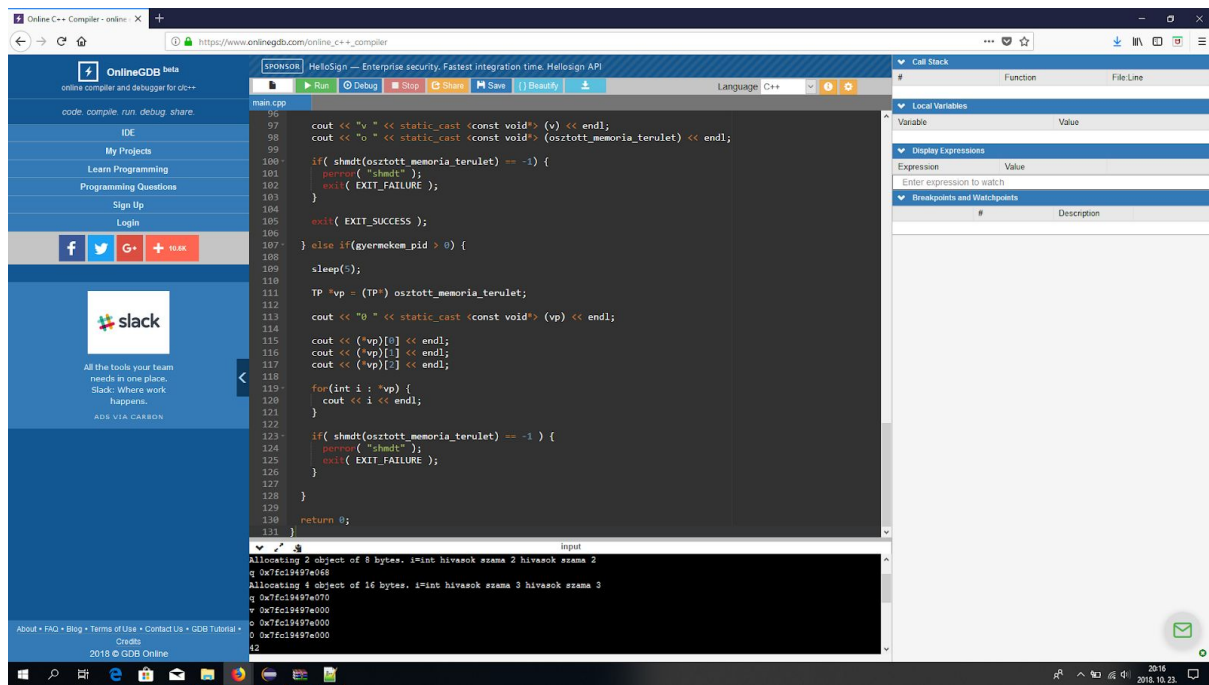 Online C++ Compiler - online
https://www.onlinegdb.com/online_c++_compiler
OnlineGDB beta
online compiler and debugger for c/c++
code. compile. run. debug. share.
IDE
My Projects
Learn Programming
Programming Questions
Sign Up
Login
10.6K
slack
All the tools your team
needs in one place.
Slack: Where work
happens.
ADS VIA CARBON
About • FAQ • Blog • Terms of Use • Contact Us • GDB Tutorial •
Credits
2018 © GDB Online
SPONSOR HelloSign — Enterprise security. Fastest integration time. Hellosign API
Run Debug Stop Share Save {} Beautify Language C++
main.cpp
96
97 cout << "v " << static_cast <const void*> (v) << endl;
98 cout << "o " << static_cast <const void*> (osztott_memoria_terulet) << endl;
99
100 if( shmdt(osztott_memoria_terulet) == -1) {
101 perror( "shmdt" );
102 exit( EXIT_FAILURE );
103 }
104
105 exit( EXIT_SUCCESS );
106
107 } else if(gyermekem_pid > 0) {
108
109 sleep(5);
110
111 TP *vp = (TP*) osztott_memoria_terulet;
112
113 cout << "0 " << static_cast <const void*> (vp) << endl;
114
115 cout << (*vp)[0] << endl;
116 cout << (*vp)[1] << endl;
117 cout << (*vp)[2] << endl;
118
119 for(int i : *vp) {
120 cout << i << endl;
121 }
122
123 if( shmdt(osztott_memoria_terulet) == -1 ) {
124 perror( "shmdt" );
125 exit( EXIT_FAILURE );
126 }
127
128 }
129
130 return 0;
131 }
input
Allocating 2 object of 8 bytes. i=int hivasok szama 2 hivasok szama 2
q 0x7fc19497e068
Allocating 4 object of 16 bytes. i=int hivasok szama 3 hivasok szama 3
q 0x7fc19497e070
v 0x7fc19497e000
o 0x7fc19497e000
0 0x7fc19497e000
42
Call Stack
# Function File:Line
Local Variables
Variable Value
Display Expressions
Expression Value
Enter expression to watch
Breakpoints and Watchpoints
# Description
20:16
2018. 10. 23.